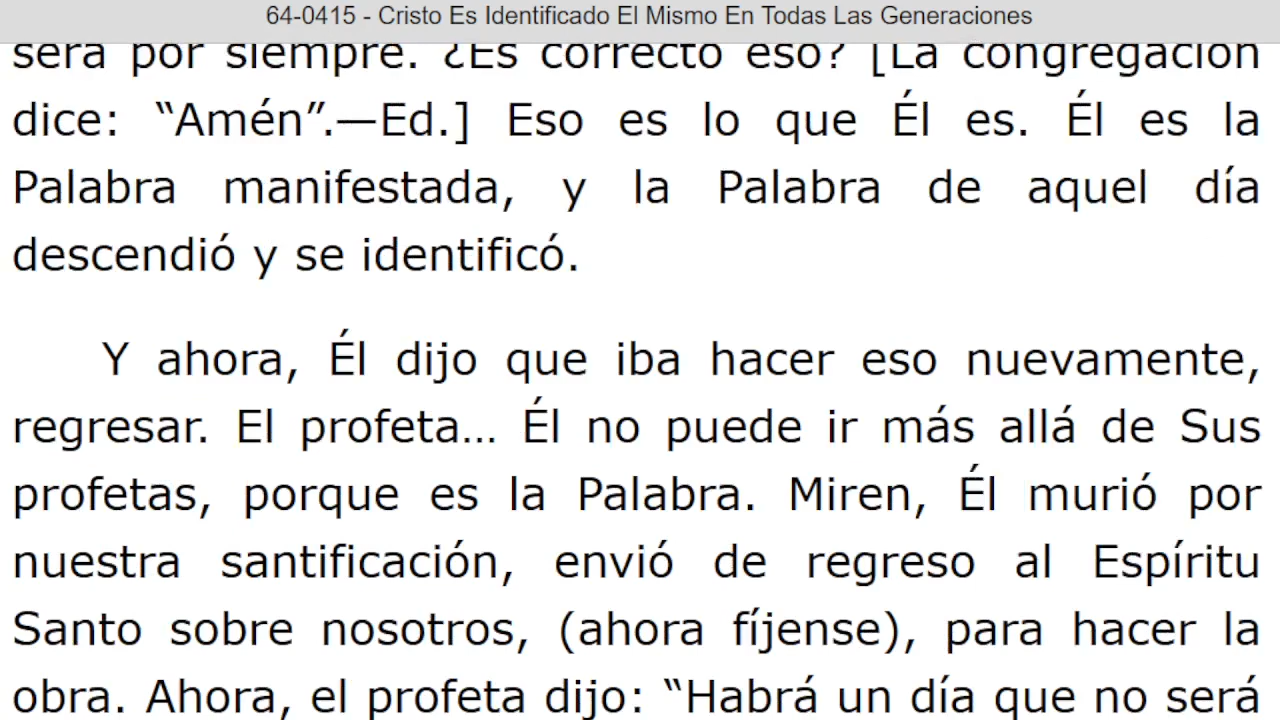 64-0415 - Cristo Es Identificado El Mismo En Todas Las Generaciones
será por siempre. ¿Es correcto eso? [La congregación
dice: “Amén”.—Ed.] Eso es lo que Él es. Él es la
Palabra manifestada, y la Palabra de aquel día
descendió y se identificó.
Y ahora, Él dijo que iba hacer eso nuevamente,
regresar. El profeta… Él no puede ir más allá de Sus
profetas, porque es la Palabra. Miren, Él murió por
nuestra santificación, envió de regreso al Espíritu
Santo sobre nosotros, (ahora fíjense), para hacer la
obra. Ahora, el profeta dijo: “Habrá un día que no será